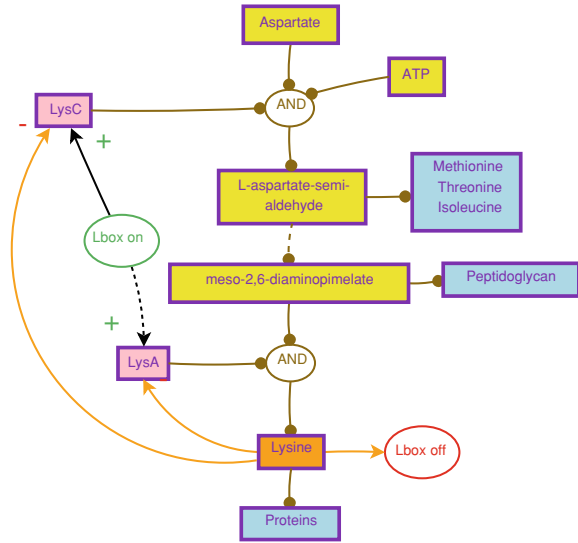 Aspartate
ATP
AND
LysC
-
+
Methionine
Threonine
Isoleucine
L-aspartate-semi-
aldehyde
Lbox on
meso-2,6-diaminopimelate
Peptidoglycan
+
AND
LysA
-
Lysine
Lbox off
Proteins